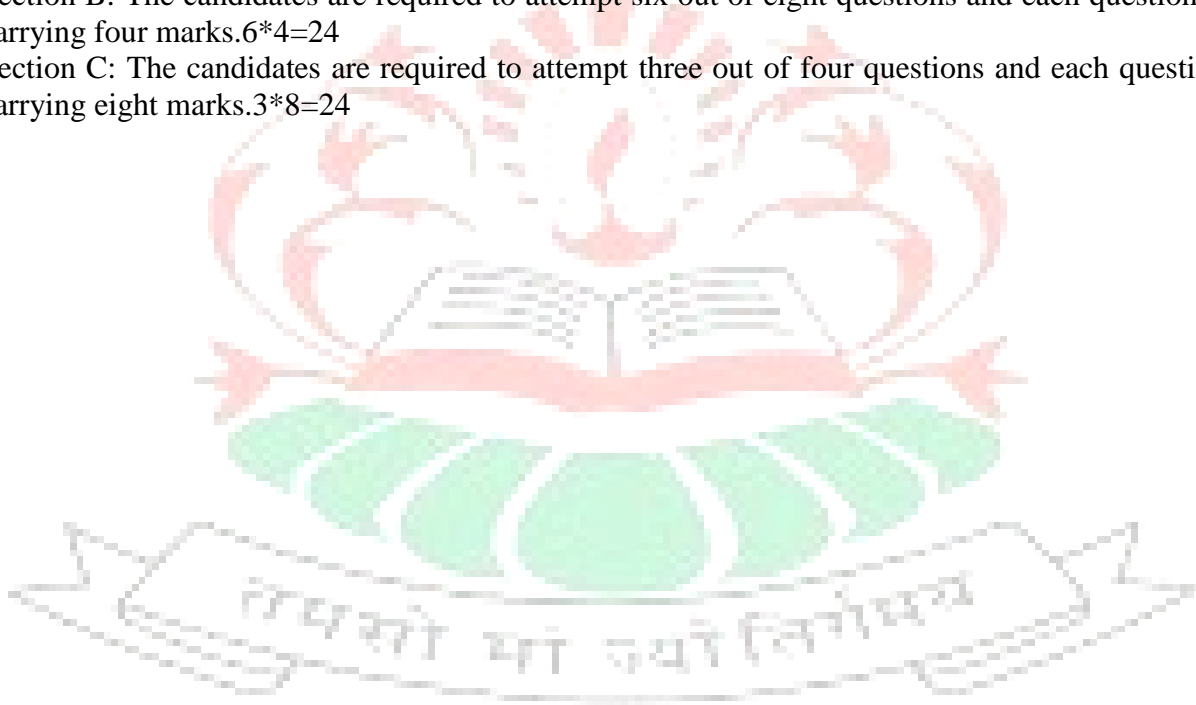 ection B: The candidates are required to attempt six out of eight questions and each question
arrying four marks.6*4=24
ection C: The candidates are required to attempt three out of four questions and each questi
arrying eight marks.3*8=24
तमसो मा ज्योतिर्गमय